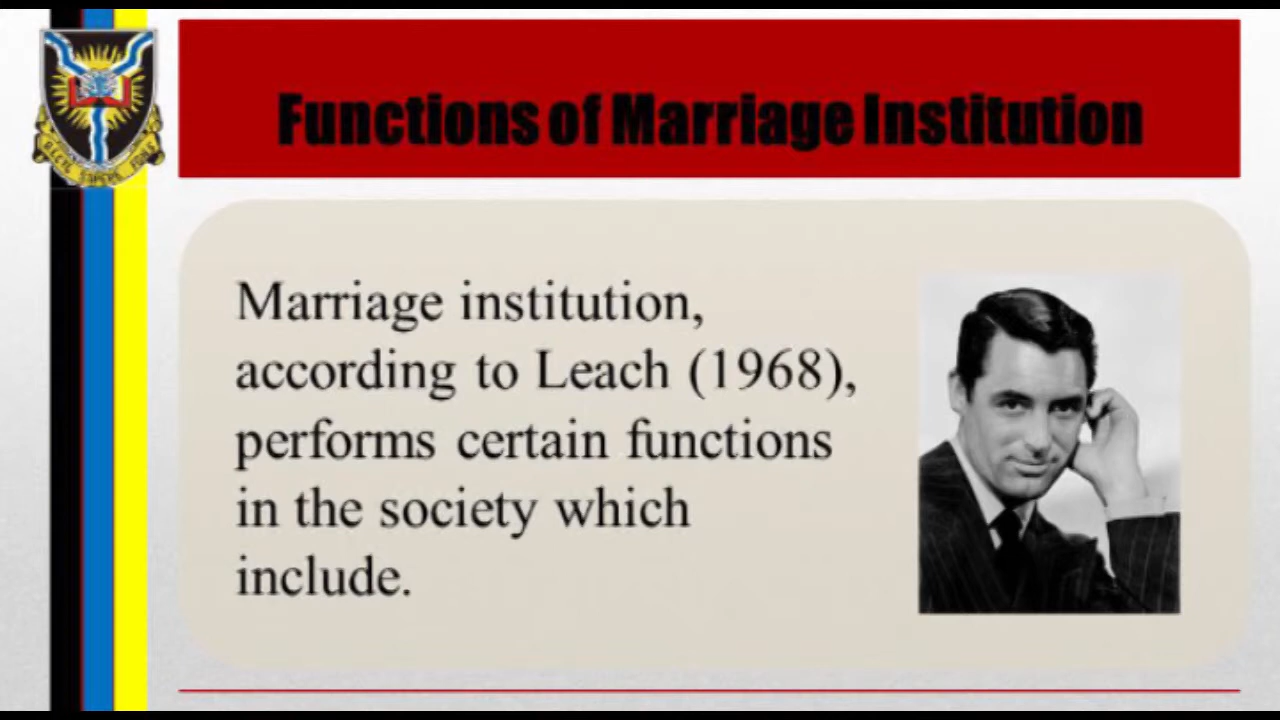 Functions of Marriage Institution
Marriage institution,
according to Leach (1968),
performs certain functions
in the society which
include.